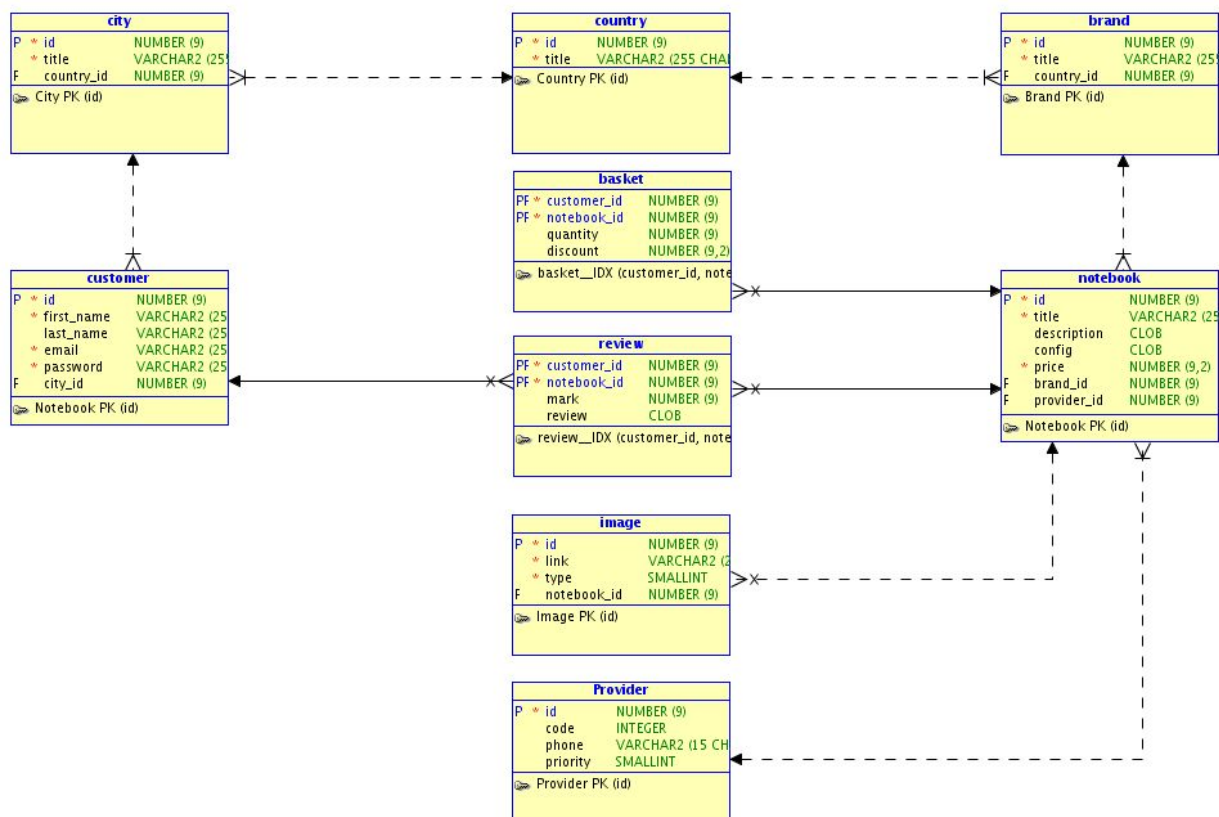 city
P * id NUMBER (9)
* title VARCHAR2 (255
F country_id NUMBER (9)
City PK (id)
country
P * id NUMBER (9)
* title VARCHAR2 (255 CHA
Country PK (id)
brand
P * id NUMBER (9)
* title VARCHAR2 (255
F country_id NUMBER (9)
Brand PK (id)
basket
PF * customer_id NUMBER (9)
PF * notebook_id NUMBER (9)
quantity NUMBER (9)
discount NUMBER (9,2)
basket__IDX (customer_id, note
customer
P * id NUMBER (9)
* first_name VARCHAR2 (25
last_name VARCHAR2 (25
* email VARCHAR2 (25
* password VARCHAR2 (25
F city_id NUMBER (9)
Notebook PK (id)
review
PF * customer_id NUMBER (9)
PF * notebook_id NUMBER (9)
mark NUMBER (9)
review CLOB
review__IDX (customer_id, note
notebook
P * id NUMBER (9)
* title VARCHAR2 (25
description CLOB
config CLOB
* price NUMBER (9,2)
F brand_id NUMBER (9)
F provider_id NUMBER (9)
Notebook PK (id)
image
P * id NUMBER (9)
* link VARCHAR2 (2
* type SMALLINT
F notebook_id NUMBER (9)
Image PK (id)
Provider
P * id NUMBER (9)
code INTEGER
phone VARCHAR2 (15 CH
priority SMALLINT
Provider PK (id)